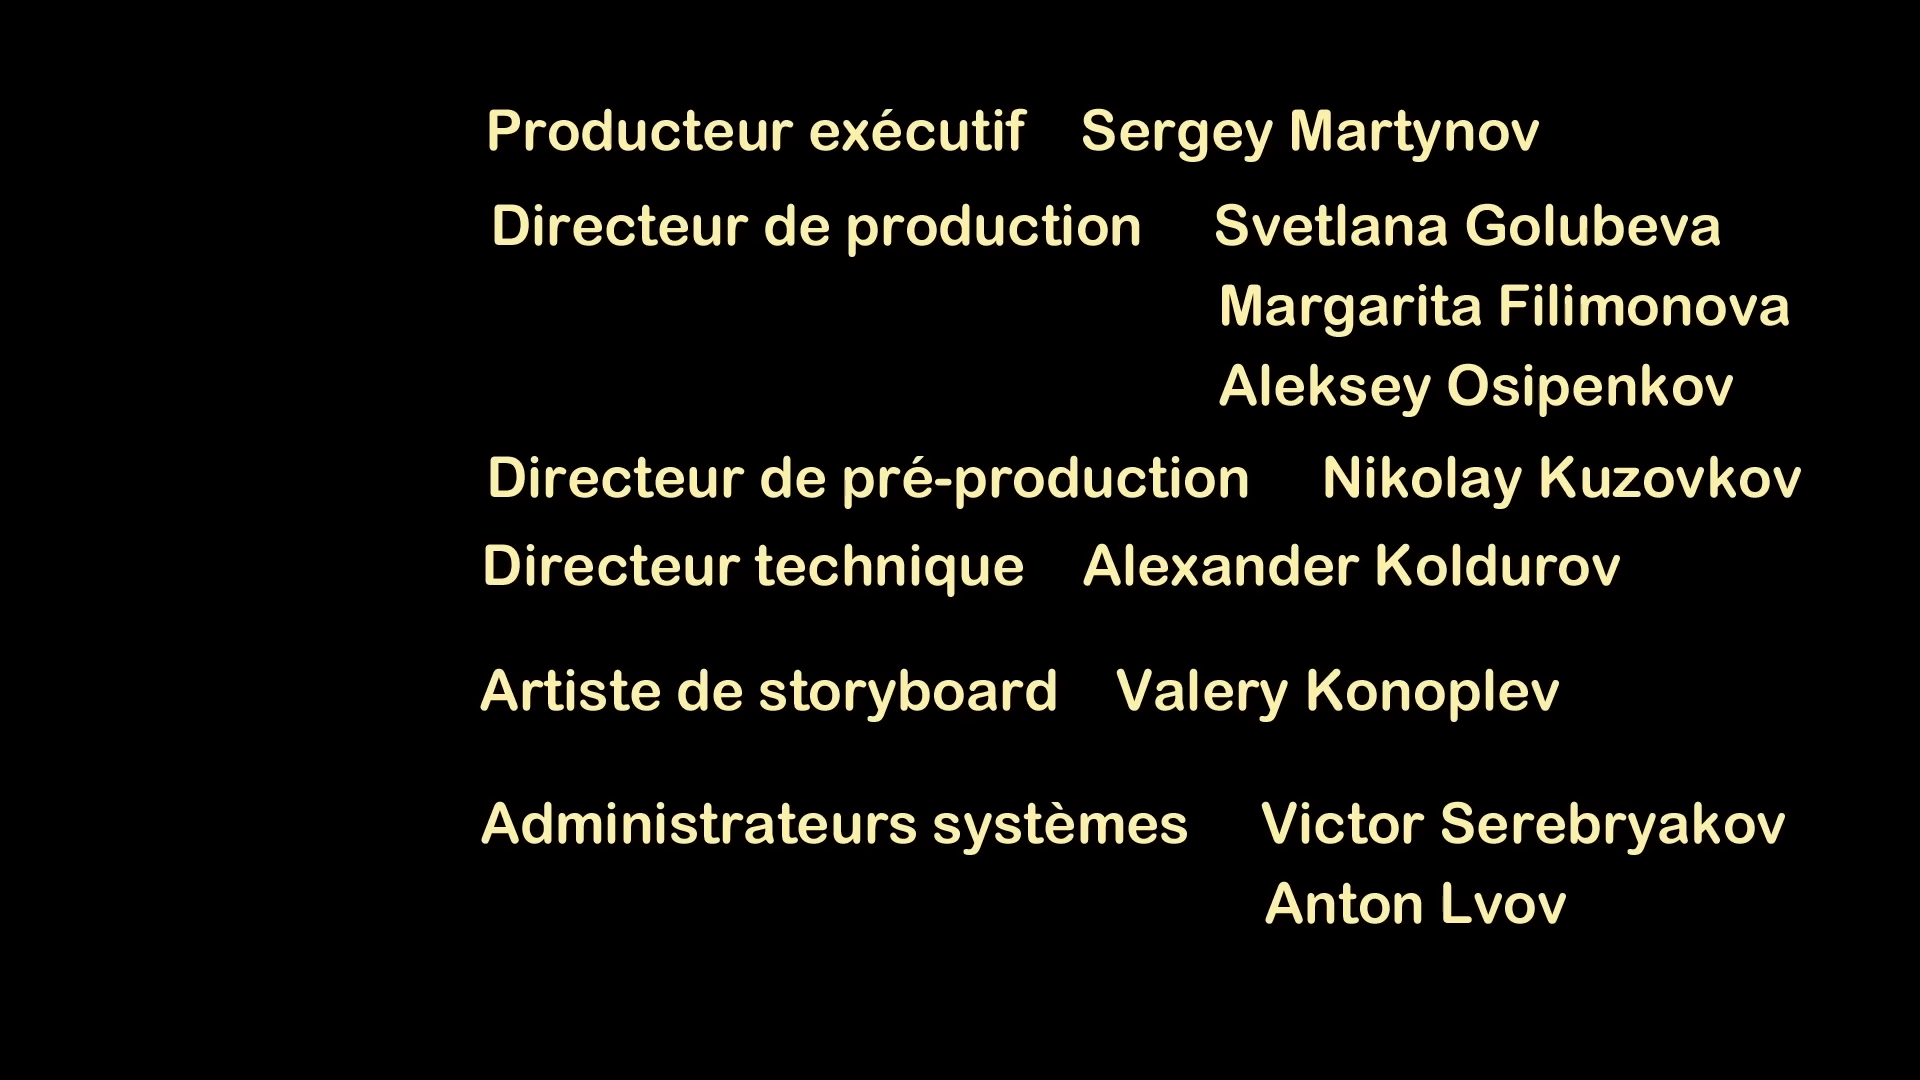 Producteur exécutif Sergey Martynov
Directeur de production Svetlana Golubeva
Margarita Filimonova
Aleksey Osipenkov
Directeur de pré-production Nikolay Kuzovkov
Directeur technique Alexander Koldurov
Artiste de storyboard Valery Konoplev
Administrateurs systèmes Victor Serebryakov
Anton Lvov